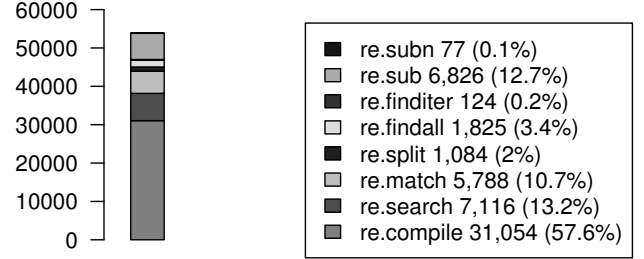 60000
50000
40000
30000
20000
10000
0
re.subn 77 (0.1%)
re.sub 6,826 (12.7%)
re.finditer 124 (0.2%)
re.findall 1,825 (3.4%)
re.split 1,084 (2%)
re.match 5,788 (10.7%)
re.search 7,116 (13.2%)
re.compile 31,054 (57.6%)